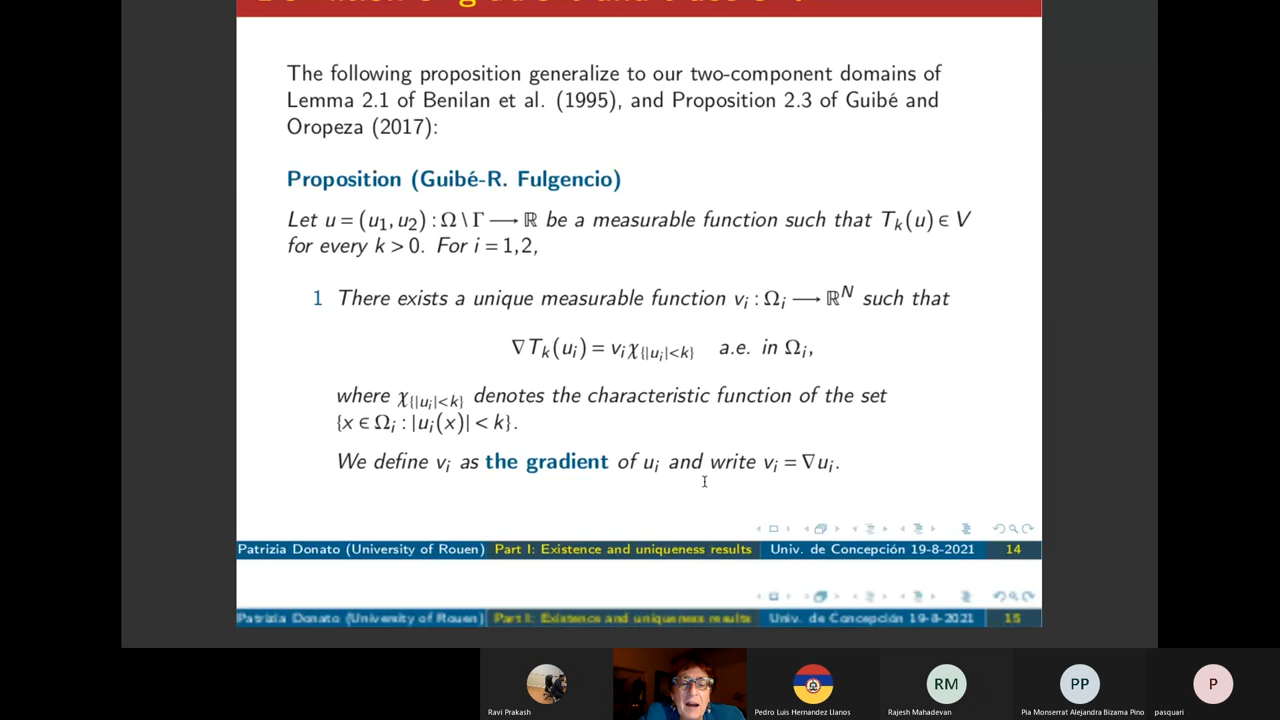 The following proposition generalize to our two-component domains of
Lemma 2.1 of Benilan et al. (1995), and Proposition 2.3 of Guibé and
Oropeza (2017):
Proposition (Guibé-R. Fulgencio)
Let u = (u₁, u₂) : Ω \ Γ ⟶ ℝ be a measurable function such that Tₖ(u) ∈ V
for every k > 0. For i = 1, 2,
1 There exists a unique measurable function vᵢ : Ωᵢ ⟶ ℝᴺ such that
∇Tₖ(uᵢ) = vᵢχ_{|uᵢ|<k} a.e. in Ωᵢ,
where χ_{|uᵢ|<k} denotes the characteristic function of the set
{x ∈ Ωᵢ : |uᵢ(x)| < k}.
We define vᵢ as the gradient of uᵢ and write vᵢ = ∇uᵢ.
Patrizia Donato (University of Rouen) Part I: Existence and uniqueness results Univ. de Concepción 19-8-2021 14
Patrizia Donato (University of Rouen) Part I: Existence and uniqueness results Univ. de Concepción 19-8-2021 15
RM PP P
Ravi Prakash Pedro Luis Hernandez Llanos Rajesh Mahadevan Pia Monserrat Alejandra Bizama Pino pasquari